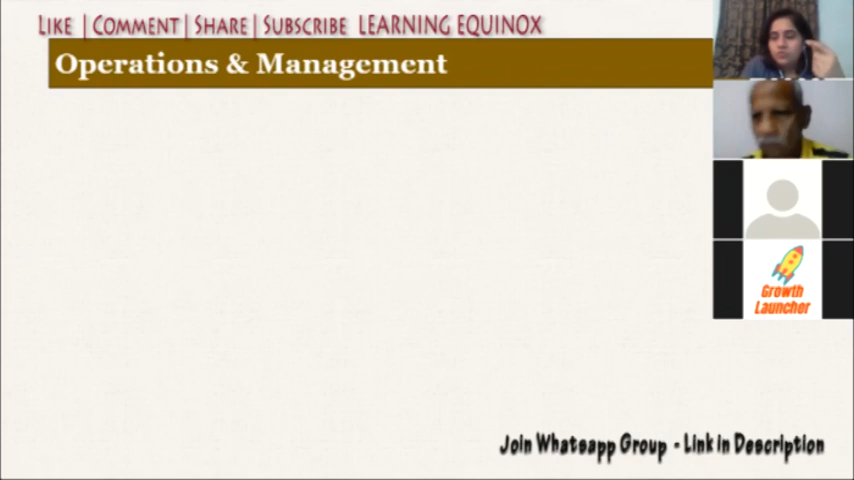 LIKE | COMMENT | SHARE | SUBSCRIBE LEARNING EQUINOX
Operations & Management
Growth
Launcher
Join Whatsapp Group - Link in Description